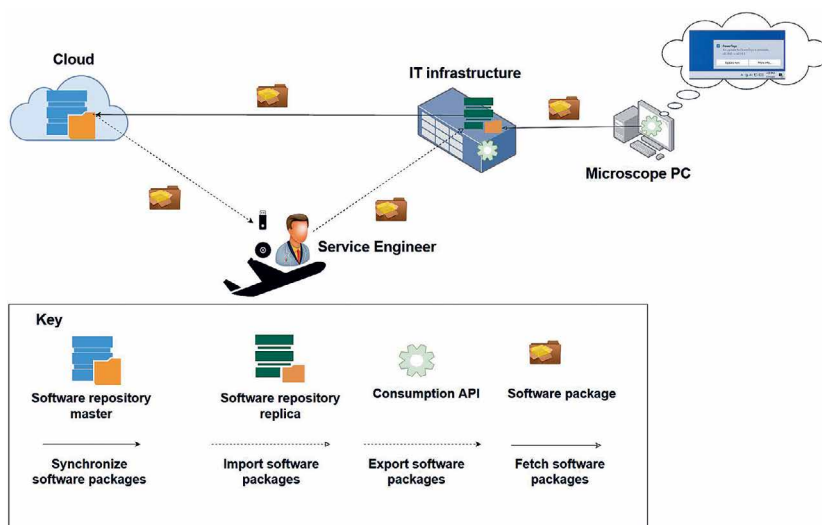 Cloud
IT infrastructure
Microscope PC
Service Engineer
Key
Software repository
master
Software repository
replica
Consumption API
Software package
Synchronize
software packages
Import software
packages
Export software
packages
Fetch software
packages